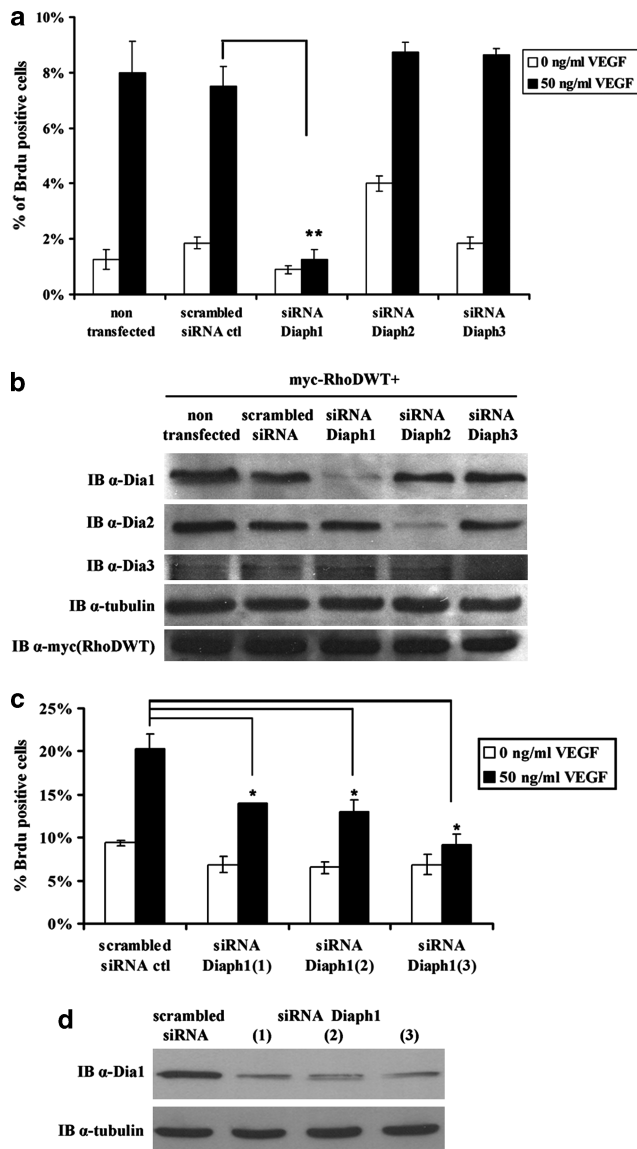 a
10%
8%
6%
4%
2%
0%
% of Brdu positive cells
0 ng/ml VEGF
50 ng/ml VEGF
**
non transfected
scrambled siRNA ctl
siRNA Diaph1
siRNA Diaph2
siRNA Diaph3
b
myc-RhoDWT+
non transfected
scrambled siRNA
siRNA Diaph1
siRNA Diaph2
siRNA Diaph3
IB α-Dia1
IB α-Dia2
IB α-Dia3
IB α-tubulin
IB α-myc(RhoDWT)
c
25%
20%
15%
10%
5%
0%
% Brdu positive cells
0 ng/ml VEGF
50 ng/ml VEGF
*
*
*
scrambled siRNA ctl
siRNA Diaph1(1)
siRNA Diaph1(2)
siRNA Diaph1(3)
d
scrambled siRNA
siRNA Diaph1
(1) (2) (3)
IB α-Dia1
IB α-tubulin